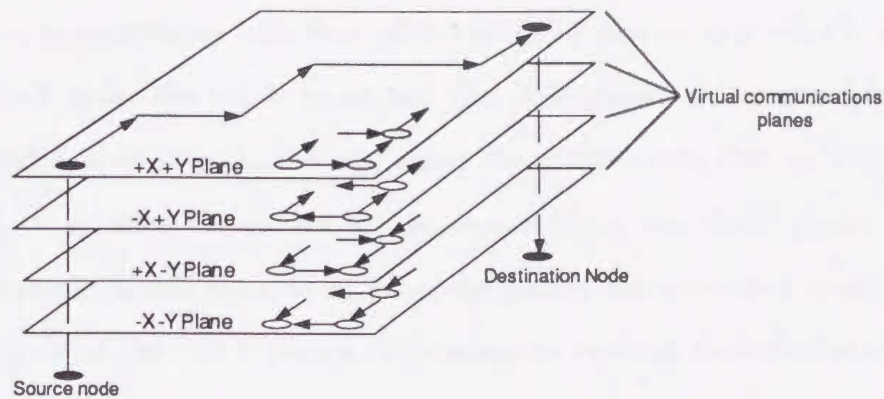 Virtual communications
planes
+X+Y Plane
-X+Y Plane
+X-Y Plane
Destination Node
-X-Y Plane
Source node